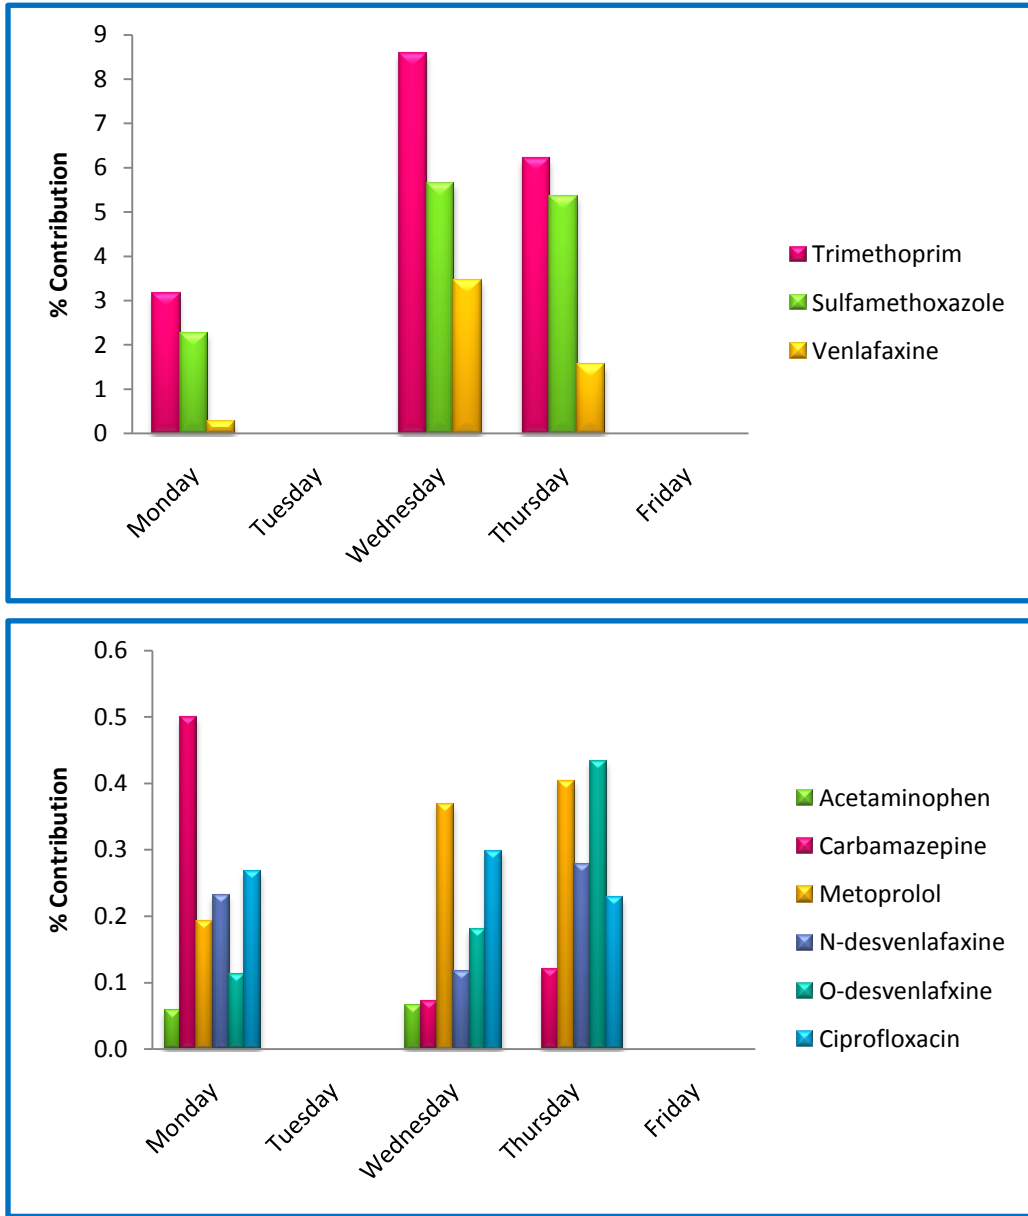 9
8
7
6
5
4
3
2
1
0
% Contribution
Monday
Tuesday
Wednesday
Thursday
Friday
Trimethoprim
Sulfamethoxazole
Venlafaxine
0.6
0.5
0.4
0.3
0.2
0.1
0.0
% Contribution
Monday
Tuesday
Wednesday
Thursday
Friday
Acetaminophen
Carbamazepine
Metoprolol
N-desvenlafaxine
O-desvenlafxine
Ciprofloxacin